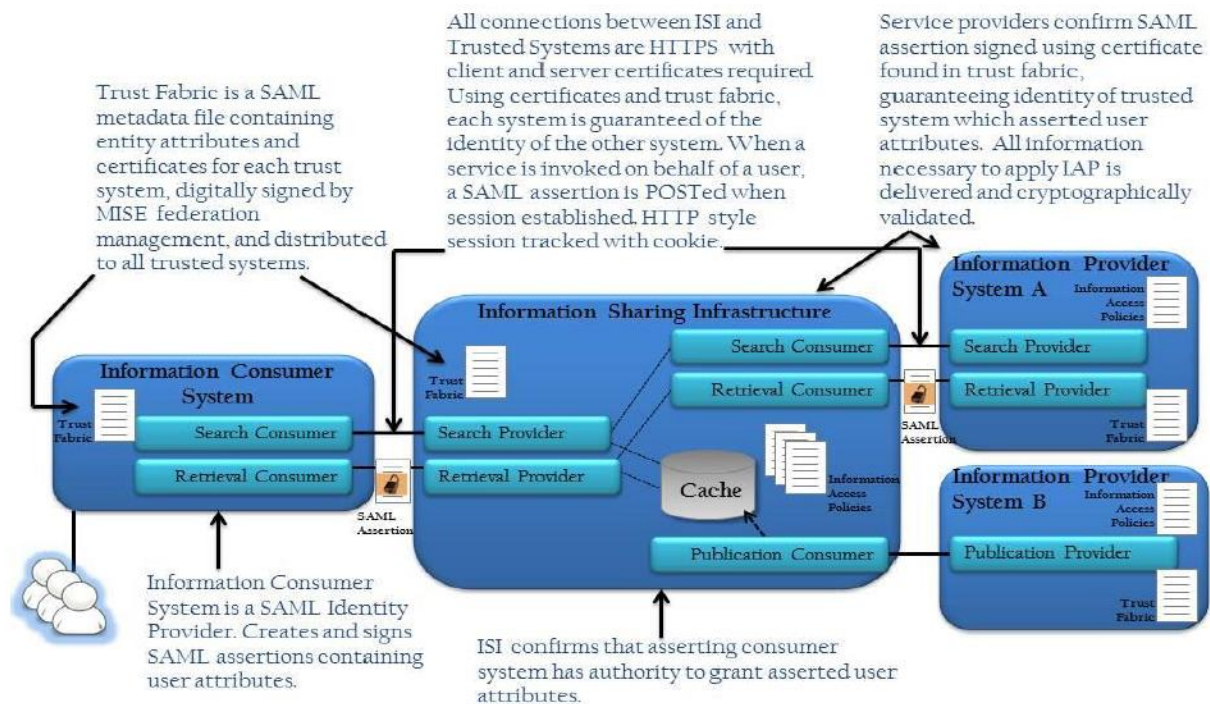 Trust Fabric is a SAML
metadata file containing
entity attributes and
certificates for each trust
system, digitally signed by
MISE federation
management, and distributed
to all trusted systems.
All connections between ISI and
Trusted Systems are HTTPS with
client and server certificates required.
Using certificates and trust fabric,
each system is guaranteed of the
identity of the other system. When a
service is invoked on behalf of a user,
a SAML assertion is POSTed when
session established. HTTP style
session tracked with cookie.
Service providers confirm SAML
assertion signed using certificate
found in trust fabric,
guaranteeing identity of trusted
system which asserted user
attributes. All information
necessary to apply IAP is
delivered and cryptographically
validated.
Information Consumer
System
Trust
Fabric
Search Consumer
Retrieval Consumer
SAML
Assertion
Information Sharing Infrastructure
Trust
Fabric
Search Provider
Retrieval Provider
Search Consumer
Retrieval Consumer
Cache
Information
Access
Policies
Publication Consumer
SAML
Assertion
Information Provider
System A
Information
Access
Policies
Search Provider
Retrieval Provider
Trust
Fabric
Information Provider
System B
Information
Access
Policies
Publication Provider
Trust
Fabric
Information Consumer
System is a SAML Identity
Provider. Creates and signs
SAML assertions containing
user attributes.
ISI confirms that asserting consumer
system has authority to grant asserted user
attributes.